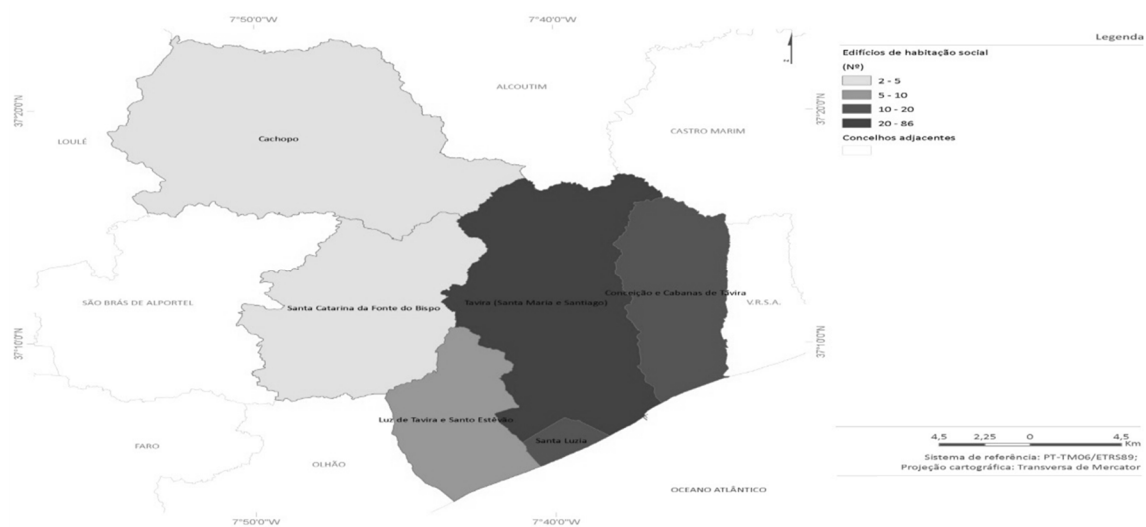 7°50'0"W
7°40'0"W
Legenda
Edifícios de habitação social
(Nº)
2 - 5
5 - 10
10 - 20
20 - 86
Concelhos adjacentes
N
ALCOUTIM
37°20'0"N
37°20'0"N
CASTRO MARIM
LOULÉ
Cachopo
Conceição e Cabanas de Tavira
SÃO BRÁS DE ALPORTEL
Santa Catarina da Fonte do Bispo
Tavira (Santa Maria e Santiago)
V.R.S.A.
37°10'0"N
37°10'0"N
Luz de Tavira e Santo Estêvão
Santa Luzia
FARO
OLHÃO
OCEANO ATLÂNTICO
4,5 2,25 0 4,5
Km
Sistema de referência: PT-TM06/ETRS89;
Projeção cartográfica: Transversa de Mercator
7°50'0"W
7°40'0"W